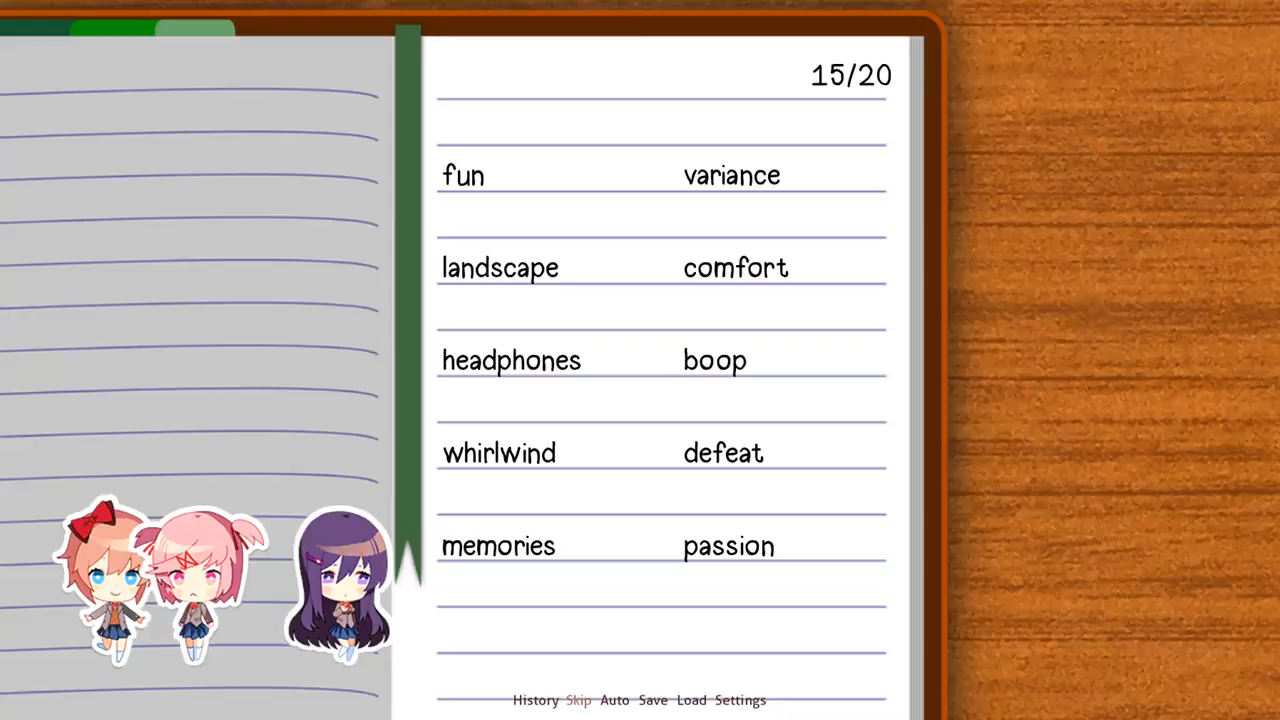 15/20
fun variance
landscape comfort
headphones boop
whirlwind defeat
memories passion
History Skip Auto Save Load Settings